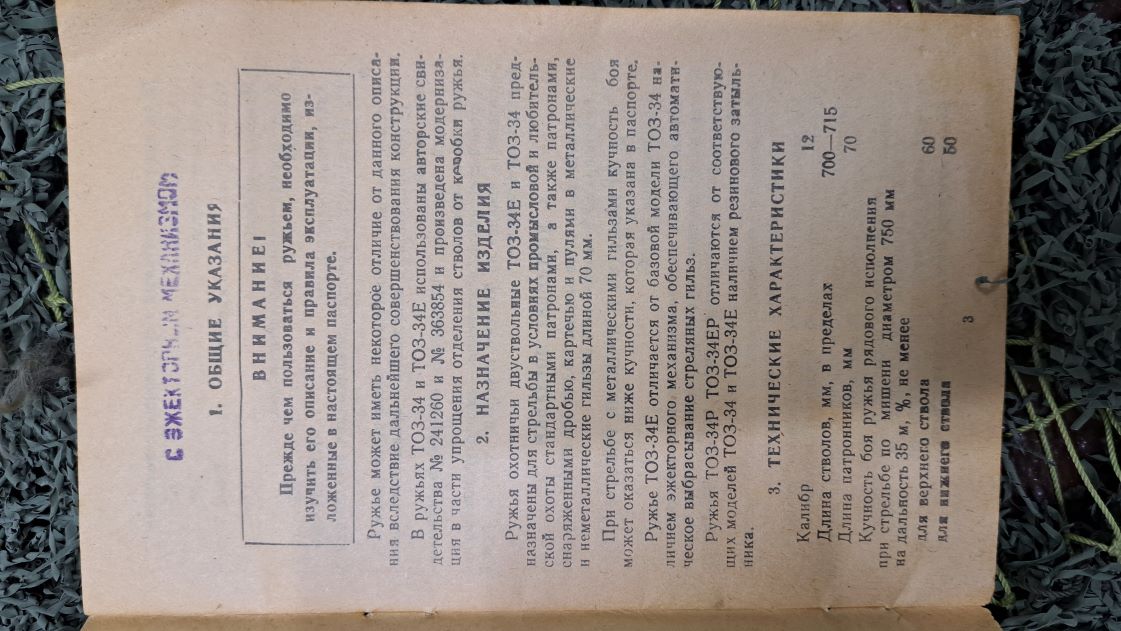 С ЭЖЕКТОРНЫМ МЕХАНИЗМОМ
1. ОБЩИЕ УКАЗАНИЯ
ВНИМАНИЕ!
Прежде чем пользоваться ружьем, необходимо
изучить его описание и правила эксплуатации, из-
ложенные в настоящем паспорте.
Ружье может иметь некоторое отличие от данного описа-
ния вследствие дальнейшего совершенствования конструкции.
В ружьях ТОЗ-34 и ТОЗ-34Е использованы авторские сви-
детельства № 241260 и № 363854 и произведена модерниза-
ция в части упрощения отделения стволов от коробки ружья.
2. НАЗНАЧЕНИЕ ИЗДЕЛИЯ
Ружья охотничьи двуствольные ТОЗ-34Е и ТОЗ-34 пред-
назначены для стрельбы в условиях промысловой и любитель-
ской охоты стандартными патронами, а также патронами,
снаряженными дробью, картечью и пулями в металлические
и неметаллические гильзы длиной 70 мм.
При стрельбе с металлическими гильзами кучность боя
может оказаться ниже кучности, которая указана в паспорте.
Ружье ТОЗ-34Е отличается от базовой модели ТОЗ-34 на-
личием эжекторного механизма, обеспечивающего автомати-
ческое выбрасывание стреляных гильз.
Ружья ТОЗ-34Р ТОЗ-34ЕР отличаются от соответствую-
щих моделей ТОЗ-34 и ТОЗ-34Е наличием резинового затыль-
ника.
3. ТЕХНИЧЕСКИЕ ХАРАКТЕРИСТИКИ
Калибр 12
Длина стволов, мм, в пределах 700—715
Длина патронников, мм 70
Кучность боя ружья рядового исполнения
при стрельбе по мишени диаметром 750 мм
на дальность 35 м, %, не менее
для верхнего ствола 60
для нижнего ствола 50
3